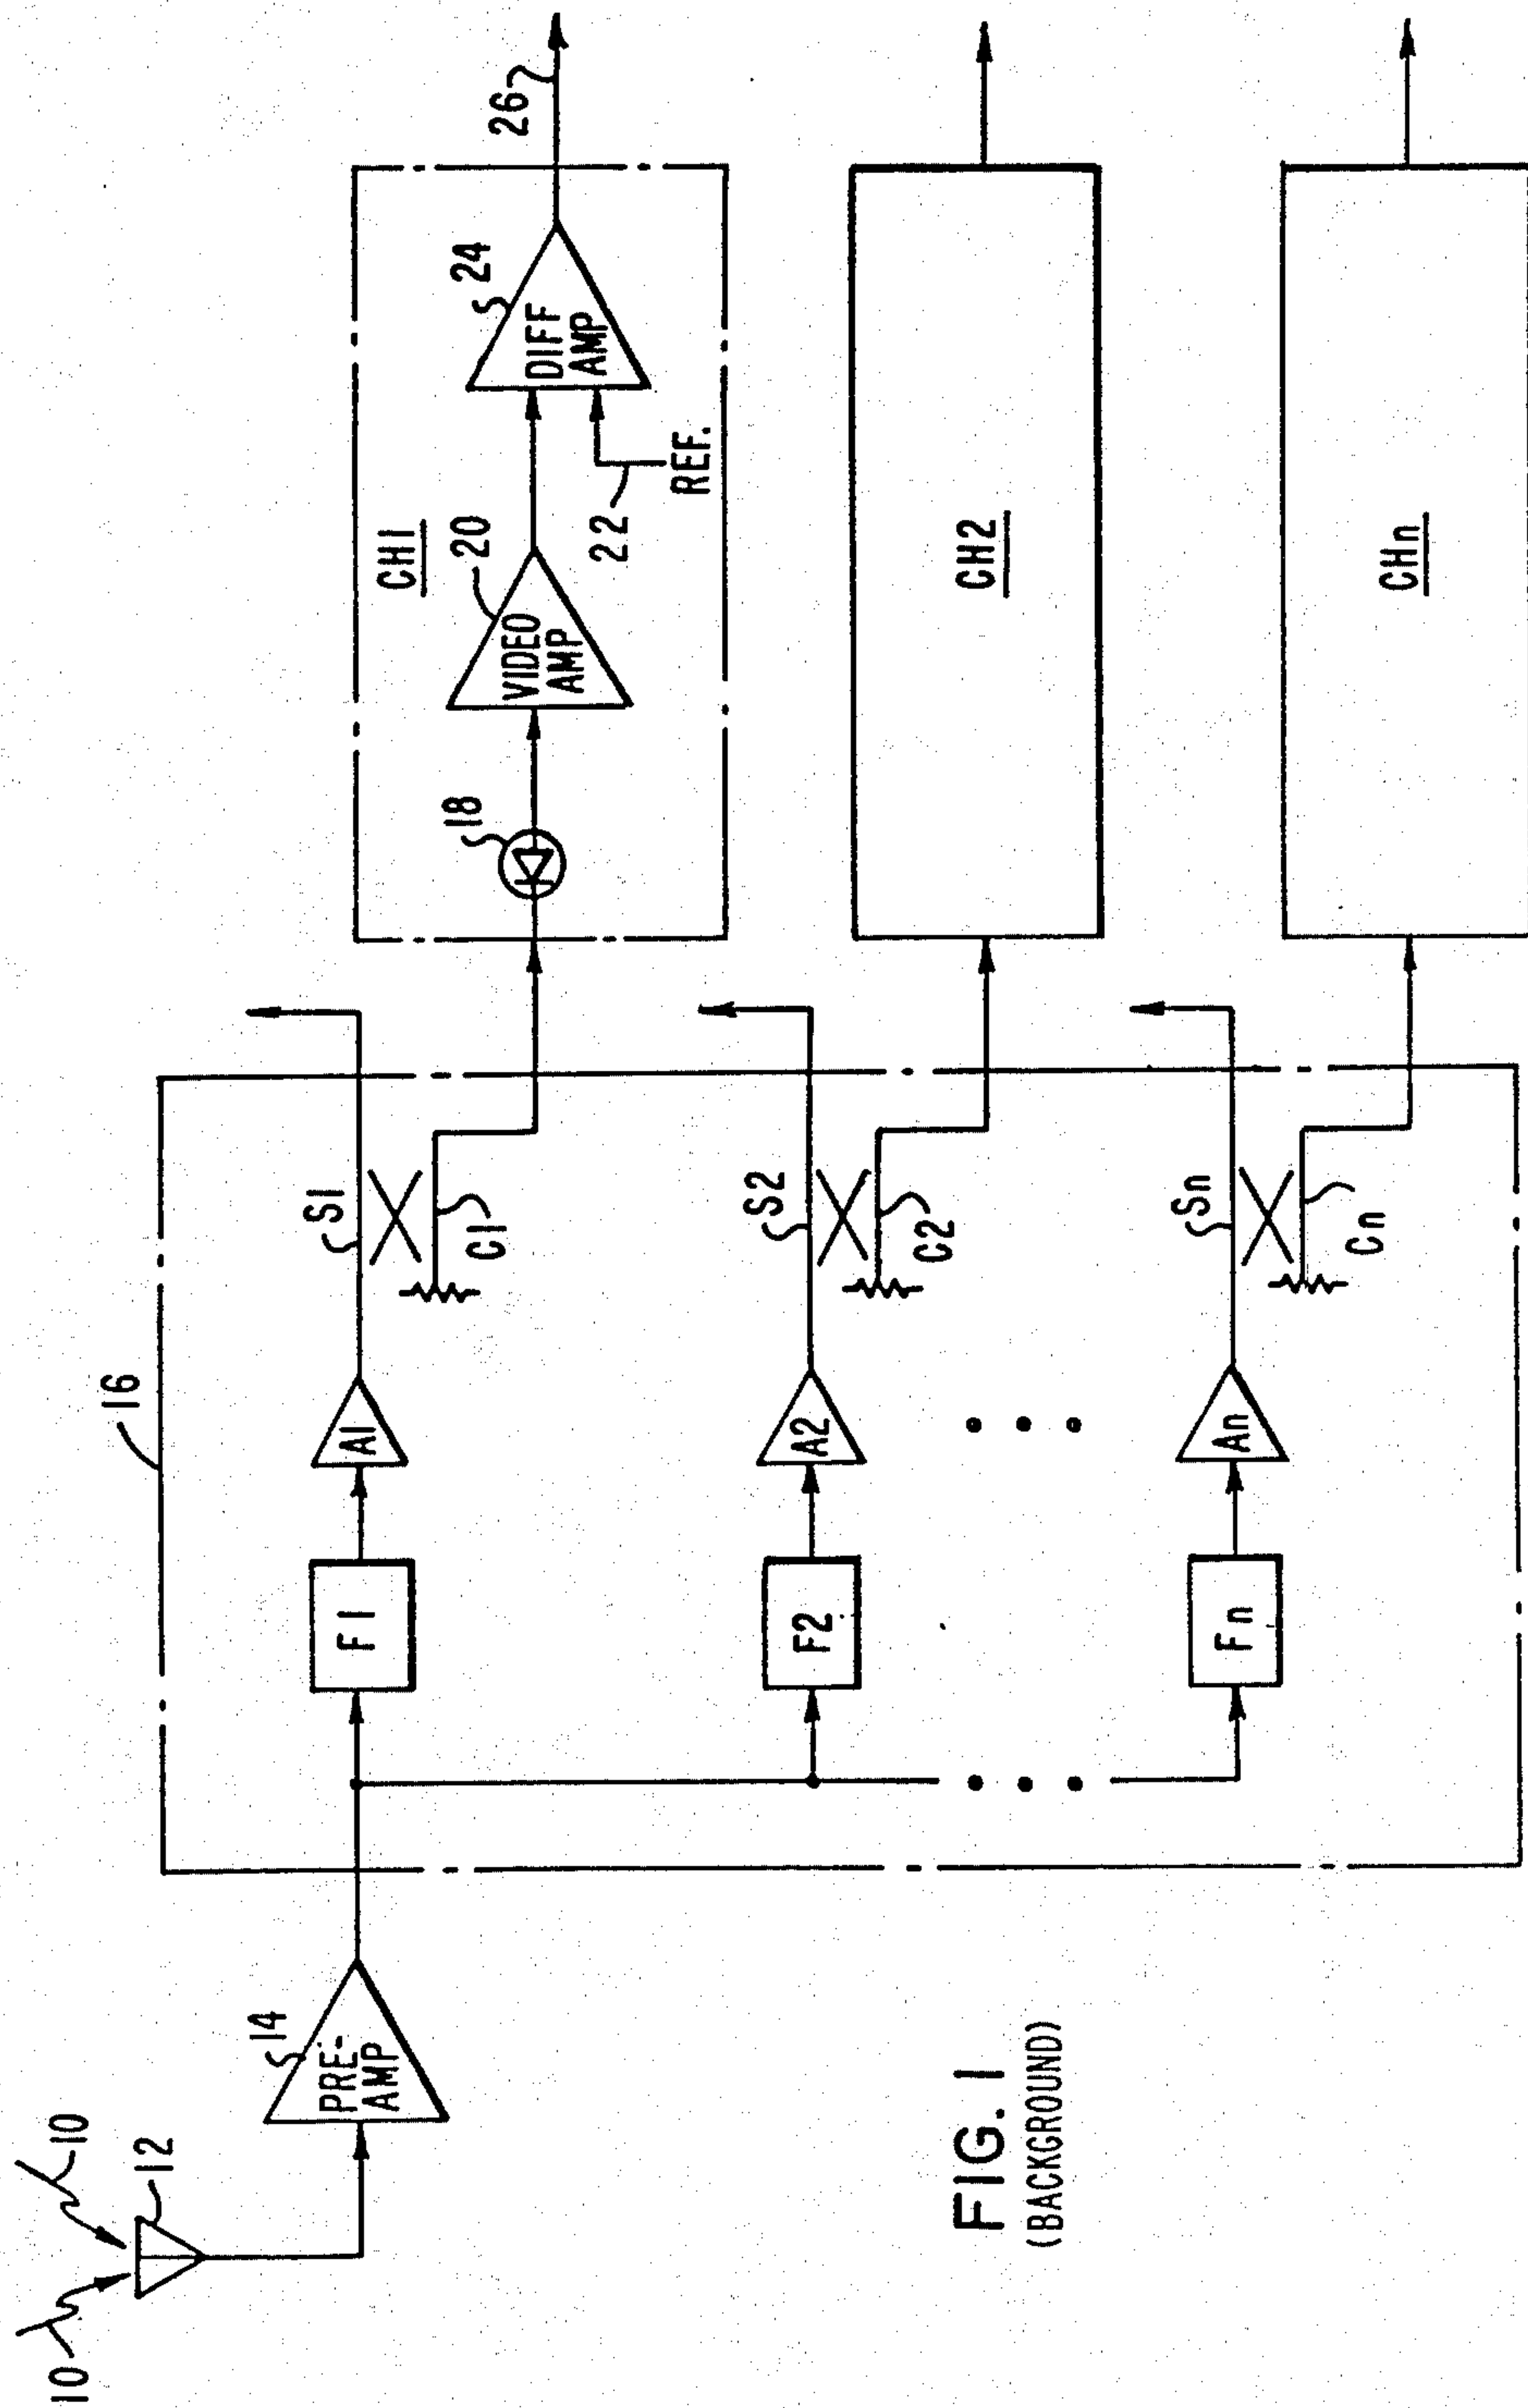 10
10
12
14
PRE-
AMP
16
F1
A1
S1
C1
F2
A2
S2
C2
Fn
An
Sn
Cn
CH1
18
20
VIDEO
AMP
22
REF.
24
DIFF
AMP
26
CH2
CHn
FIG. 1
(BACKGROUND)